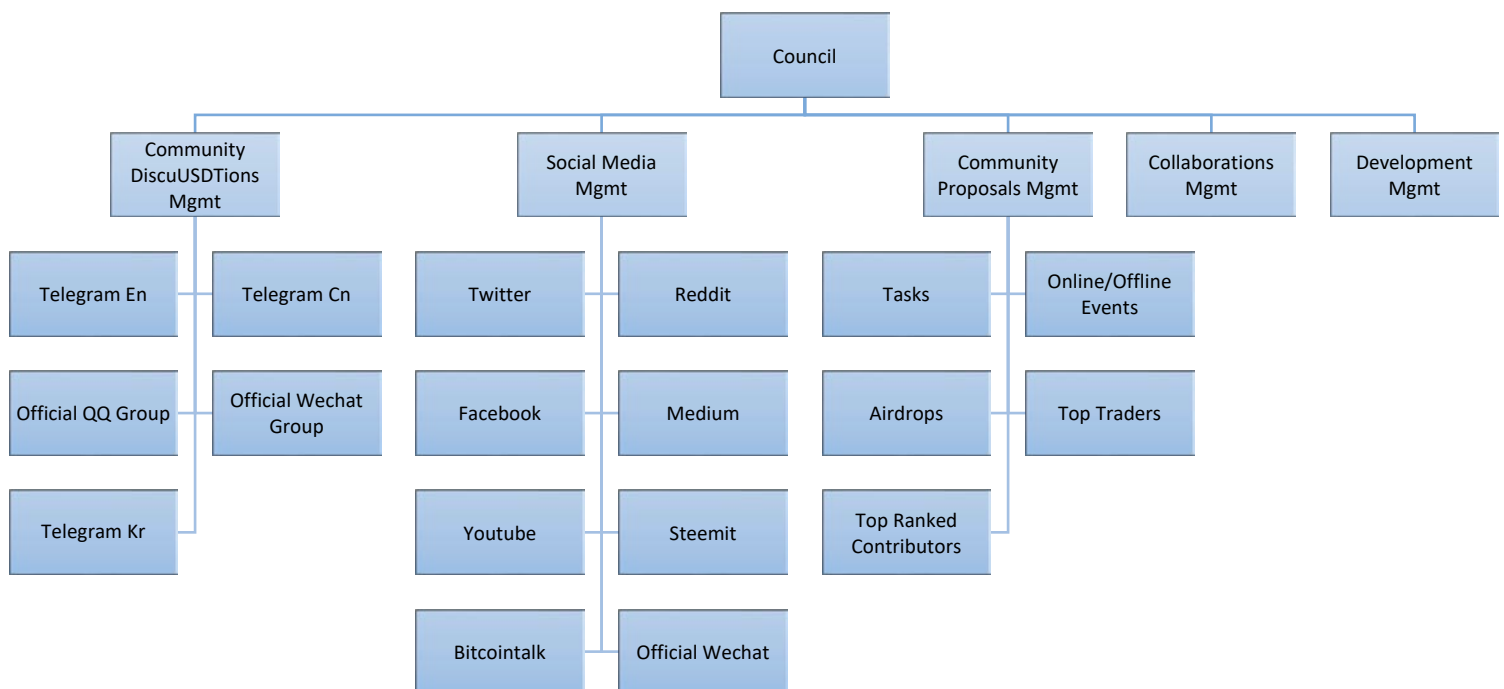 Council
Community
DiscuUSDTions
Mgmt
Social Media
Mgmt
Community
Proposals Mgmt
Collaborations
Mgmt
Development
Mgmt
Telegram En
Telegram Cn
Twitter
Reddit
Tasks
Online/Offline
Events
Official QQ Group
Official Wechat
Group
Facebook
Medium
Airdrops
Top Traders
Telegram Kr
Youtube
Steemit
Top Ranked
Contributors
Bitcointalk
Official Wechat